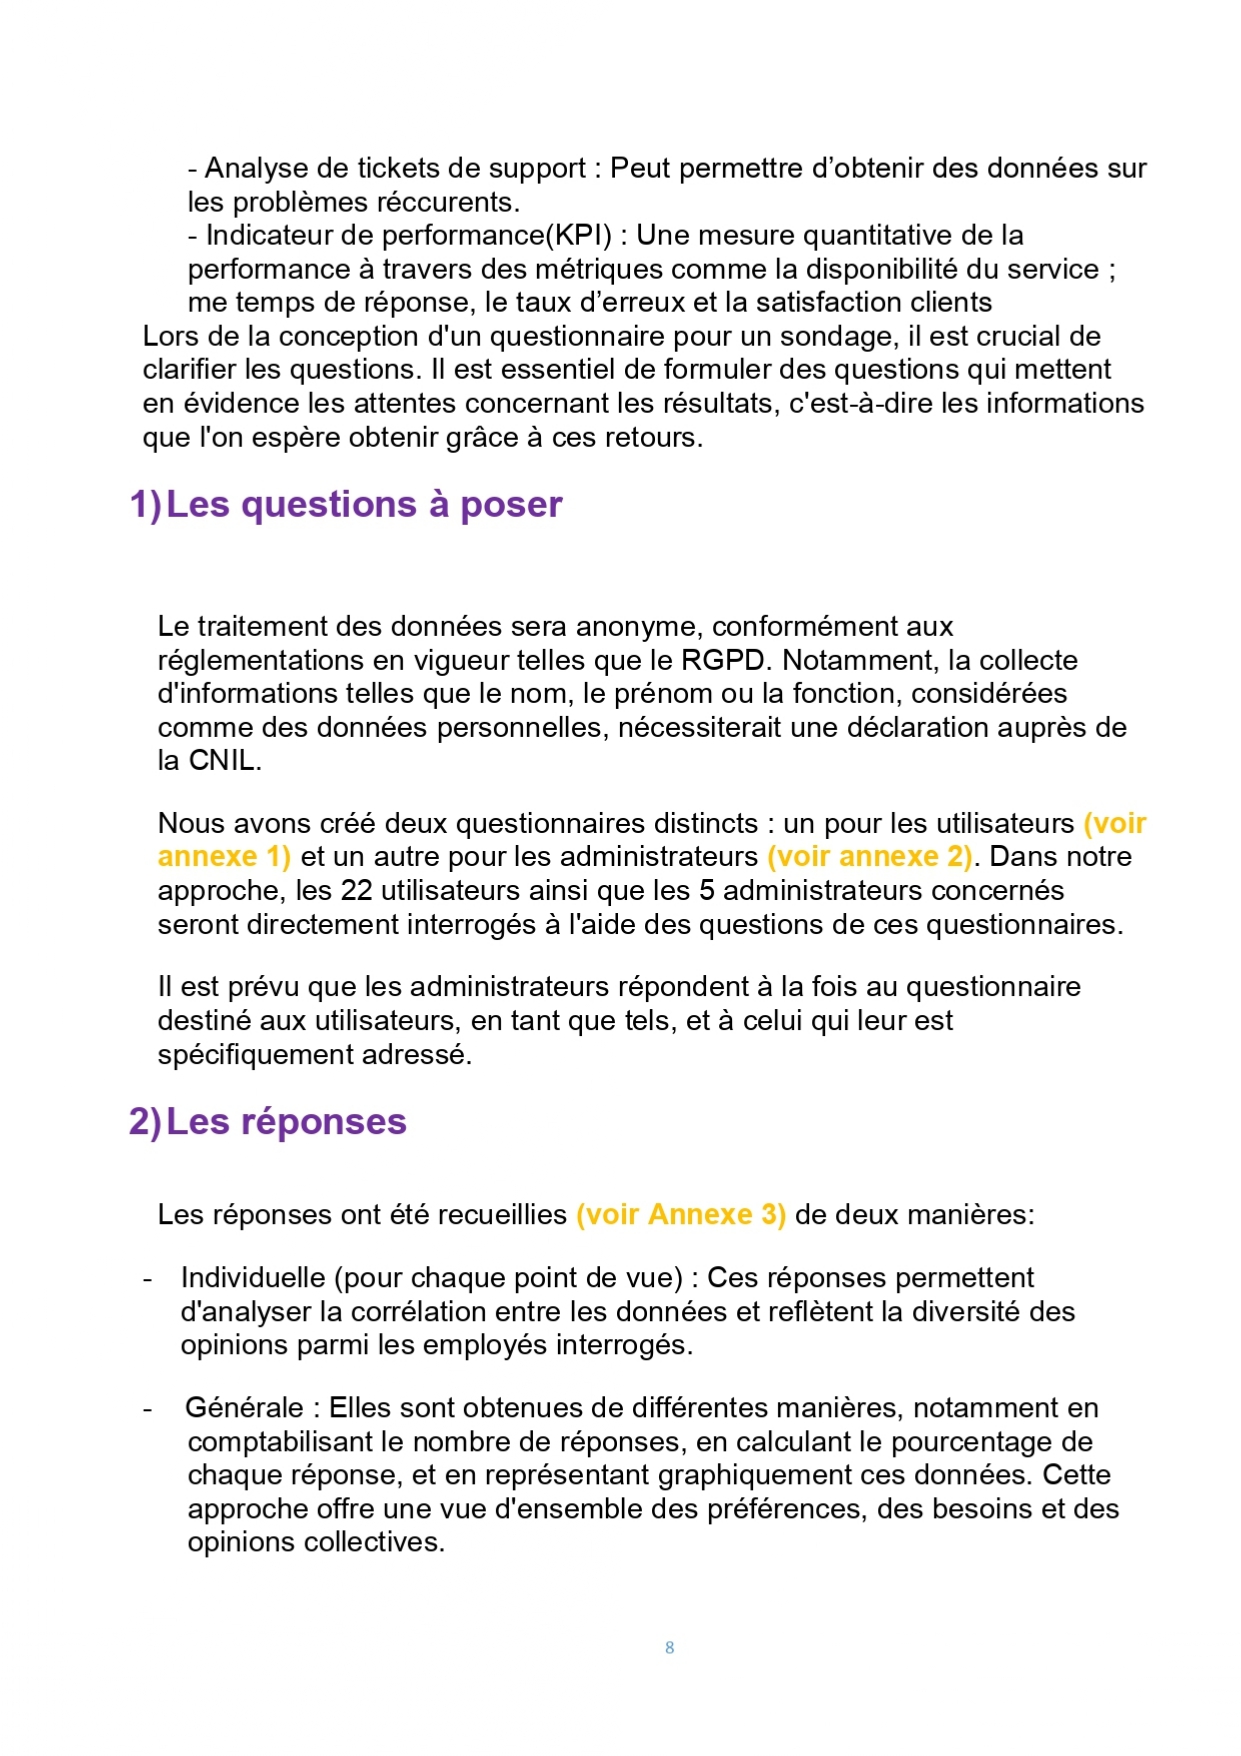 - Analyse de tickets de support : Peut permettre d’obtenir des données sur
les problèmes réccurents.
- Indicateur de performance(KPI) : Une mesure quantitative de la
performance à travers des métriques comme la disponibilité du service ;
me temps de réponse, le taux d’erreux et la satisfaction clients
Lors de la conception d'un questionnaire pour un sondage, il est crucial de
clarifier les questions. Il est essentiel de formuler des questions qui mettent
en évidence les attentes concernant les résultats, c'est-à-dire les informations
que l'on espère obtenir grâce à ces retours.
1) Les questions à poser
Le traitement des données sera anonyme, conformément aux
réglementations en vigueur telles que le RGPD. Notamment, la collecte
d'informations telles que le nom, le prénom ou la fonction, considérées
comme des données personnelles, nécessiterait une déclaration auprès de
la CNIL.
Nous avons créé deux questionnaires distincts : un pour les utilisateurs (voir
annexe 1) et un autre pour les administrateurs (voir annexe 2). Dans notre
approche, les 22 utilisateurs ainsi que les 5 administrateurs concernés
seront directement interrogés à l'aide des questions de ces questionnaires.
Il est prévu que les administrateurs répondent à la fois au questionnaire
destiné aux utilisateurs, en tant que tels, et à celui qui leur est
spécifiquement adressé.
2) Les réponses
Les réponses ont été recueillies (voir Annexe 3) de deux manières:
- Individuelle (pour chaque point de vue) : Ces réponses permettent
d'analyser la corrélation entre les données et reflètent la diversité des
opinions parmi les employés interrogés.
- Générale : Elles sont obtenues de différentes manières, notamment en
comptabilisant le nombre de réponses, en calculant le pourcentage de
chaque réponse, et en représentant graphiquement ces données. Cette
approche offre une vue d'ensemble des préférences, des besoins et des
opinions collectives.
8